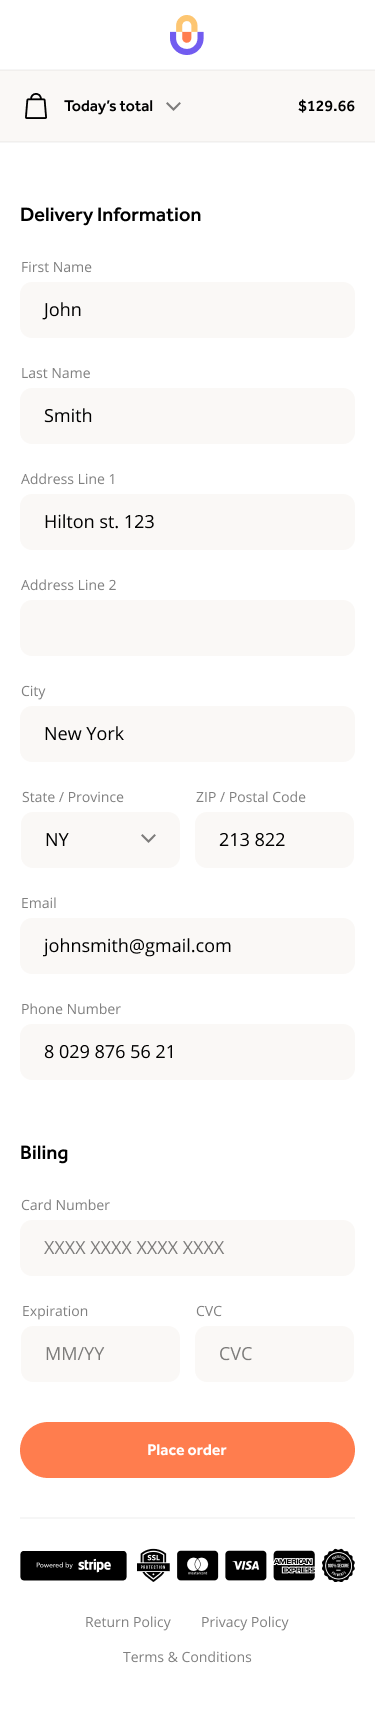 Today's total $129.66
Delivery Information
First Name
John
Last Name
Smith
Address Line 1
Hilton st. 123
Address Line 2
City
New York
State / Province ZIP / Postal Code
NY 213 822
Email
johnsmith@gmail.com
Phone Number
8 029 876 56 21
Biling
Card Number
XXXX XXXX XXXX XXXX
Expiration CVC
MM/YY CVC
Place order
Powered by stripe SSL PROTECTION mastercard VISA AMERICAN EXPRESS 100% SECURE
Return Policy Privacy Policy
Terms & Conditions